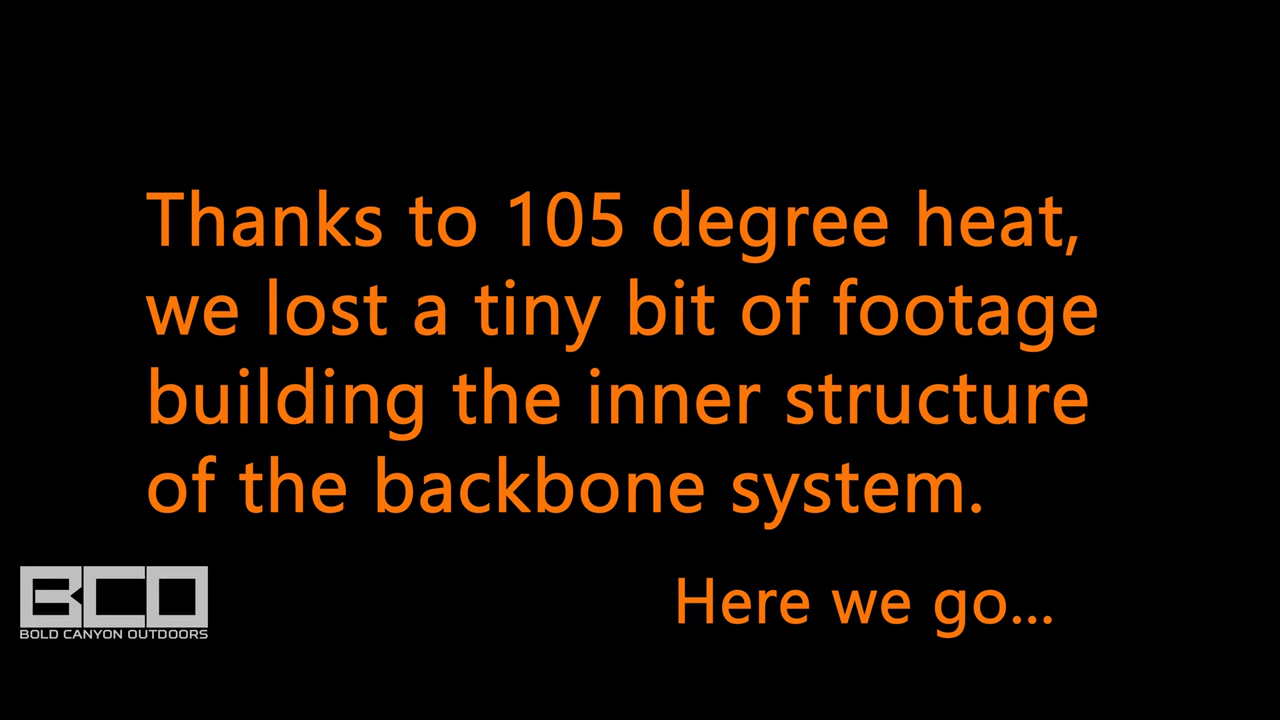 Thanks to 105 degree heat,
we lost a tiny bit of footage
building the inner structure
of the backbone system.
Here we go...
BCO
BOLD CANYON OUTDOORS